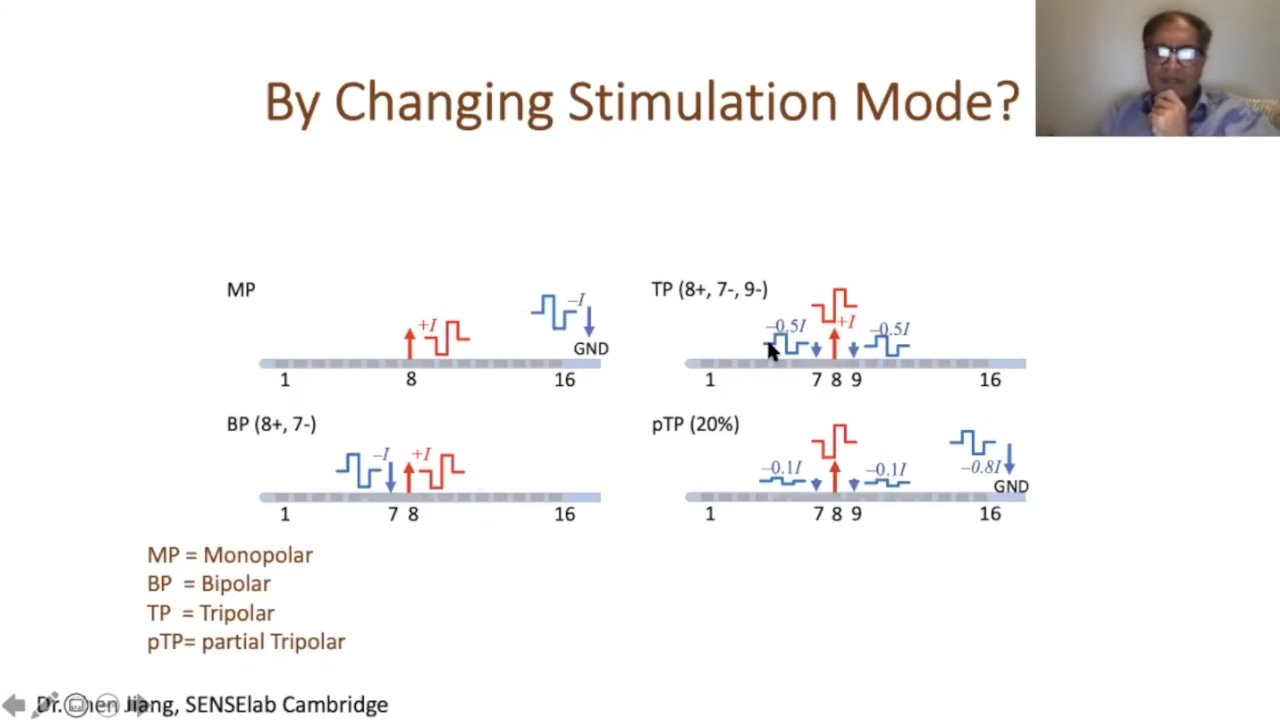 By Changing Stimulation Mode?
MP
+I
–I
GND
1 8 16
TP (8+, 7-, 9-)
–0.5I +I –0.5I
1 7 8 9 16
BP (8+, 7-)
–I +I
1 7 8 16
pTP (20%)
–0.1I –0.1I –0.8I
GND
1 7 8 9 16
MP = Monopolar
BP = Bipolar
TP = Tripolar
pTP= partial Tripolar
Dr. Jiang, SENSElab Cambridge